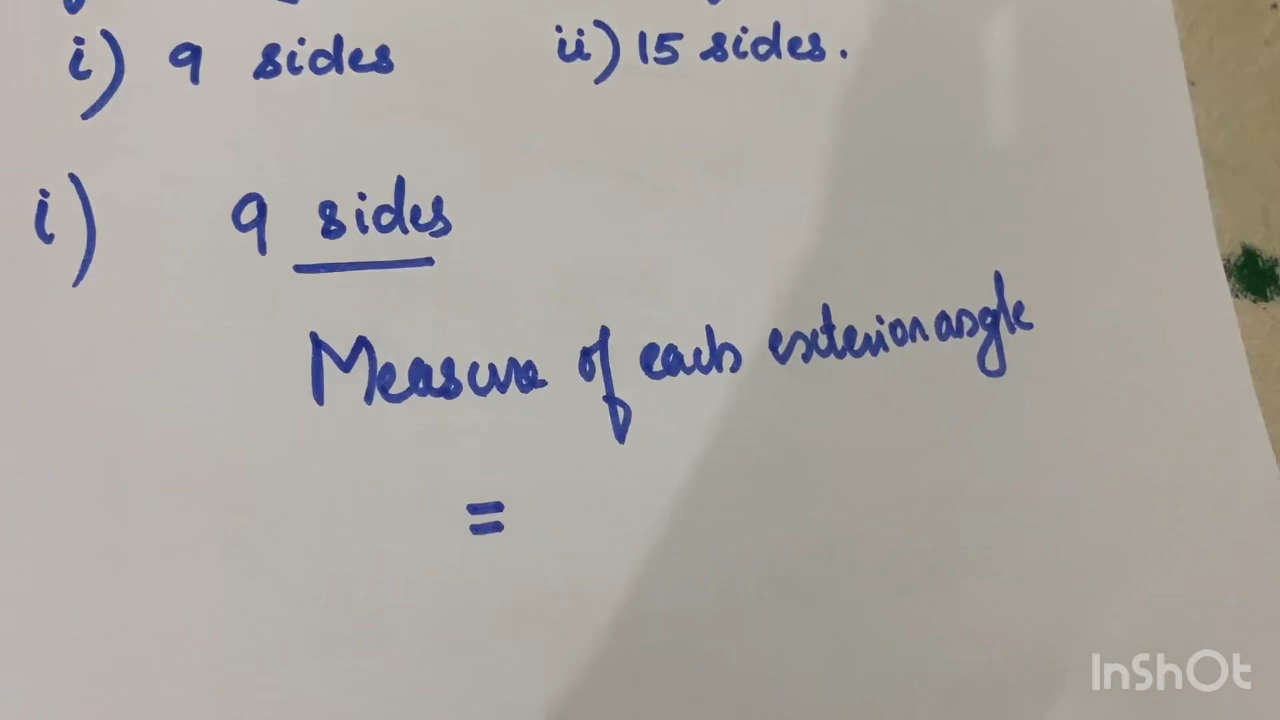 i) 9 sides ii) 15 sides.
i) 9 sides
Measure of each exterior angle
=
InShOt